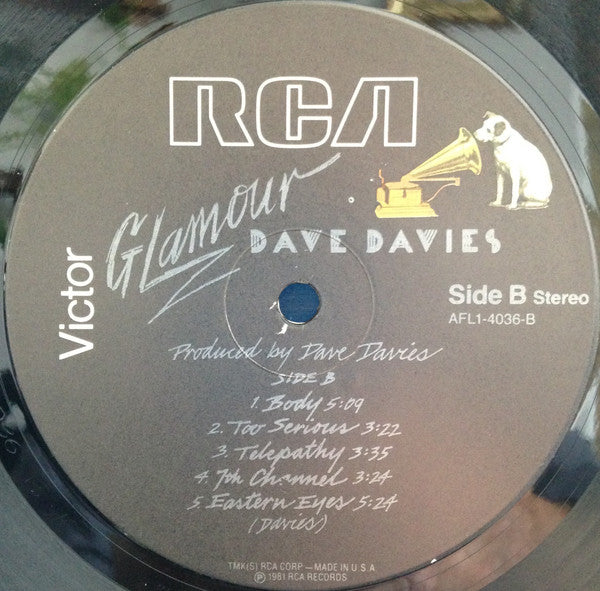 RCA
Victor
Glamour
DAVE DAVIES
Side B Stereo
AFL1-4036-B
Produced by Dave Davies
SIDE B
1. Body 5:09
2. Too Serious 3:22
3. Telepathy 3:35
4. 7th Channel 3:24
5. Eastern Eyes 5:24
(Davies)
TMK(S) RCA CORP — MADE IN U.S.A
℗ 1981 RCA RECORDS